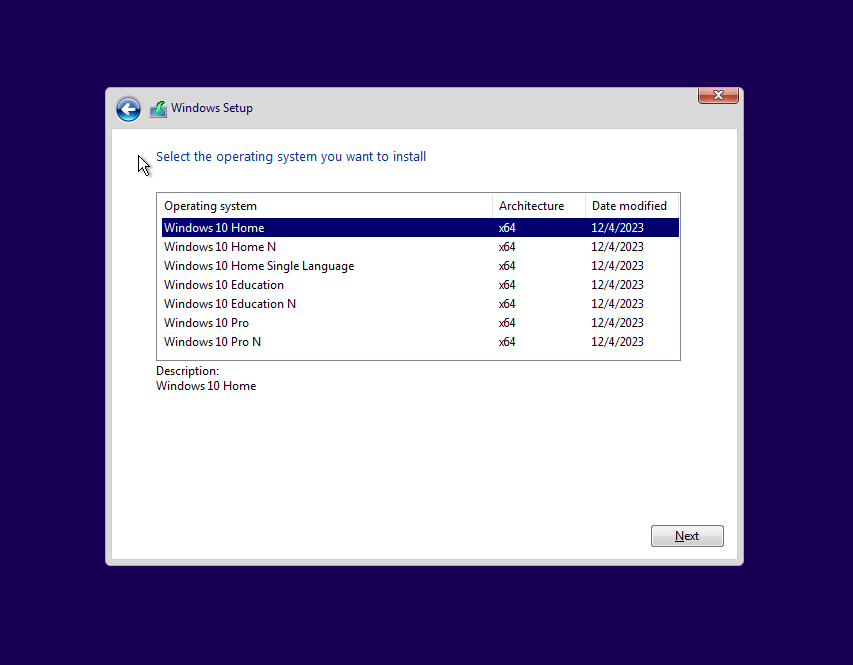 Windows Setup
Select the operating system you want to install
Operating system Architecture Date modified
Windows 10 Home x64 12/4/2023
Windows 10 Home N x64 12/4/2023
Windows 10 Home Single Language x64 12/4/2023
Windows 10 Education x64 12/4/2023
Windows 10 Education N x64 12/4/2023
Windows 10 Pro x64 12/4/2023
Windows 10 Pro N x64 12/4/2023
Description:
Windows 10 Home
Next